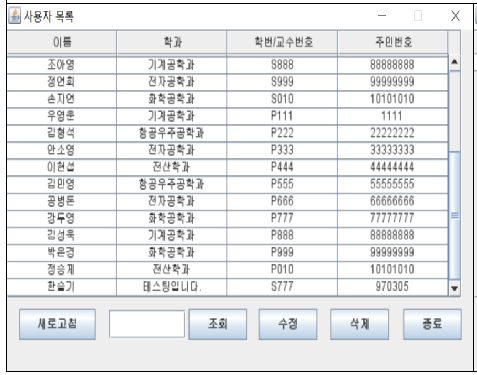 사용자 목록
이름 학과 학번/교수번호 주민번호
조아영 기계공학과 S888 88888888
정연희 전자공학과 S999 99999999
손지연 화학공학과 S010 10101010
우영운 기계공학과 P111 1111
김형석 항공우주공학과 P222 22222222
안소영 전자공학과 P333 33333333
이헌섭 전산학과 P444 44444444
김민영 항공우주공학과 P555 55555555
공병돈 전자공학과 P666 66666666
강두영 화학공학과 P777 77777777
김성욱 기계공학과 P888 88888888
박은경 화학공학과 P999 99999999
정승제 전산학과 P010 10101010
한슬기 테스팅입니다. S777 970305
새로고침 조회 수정 삭제 종료